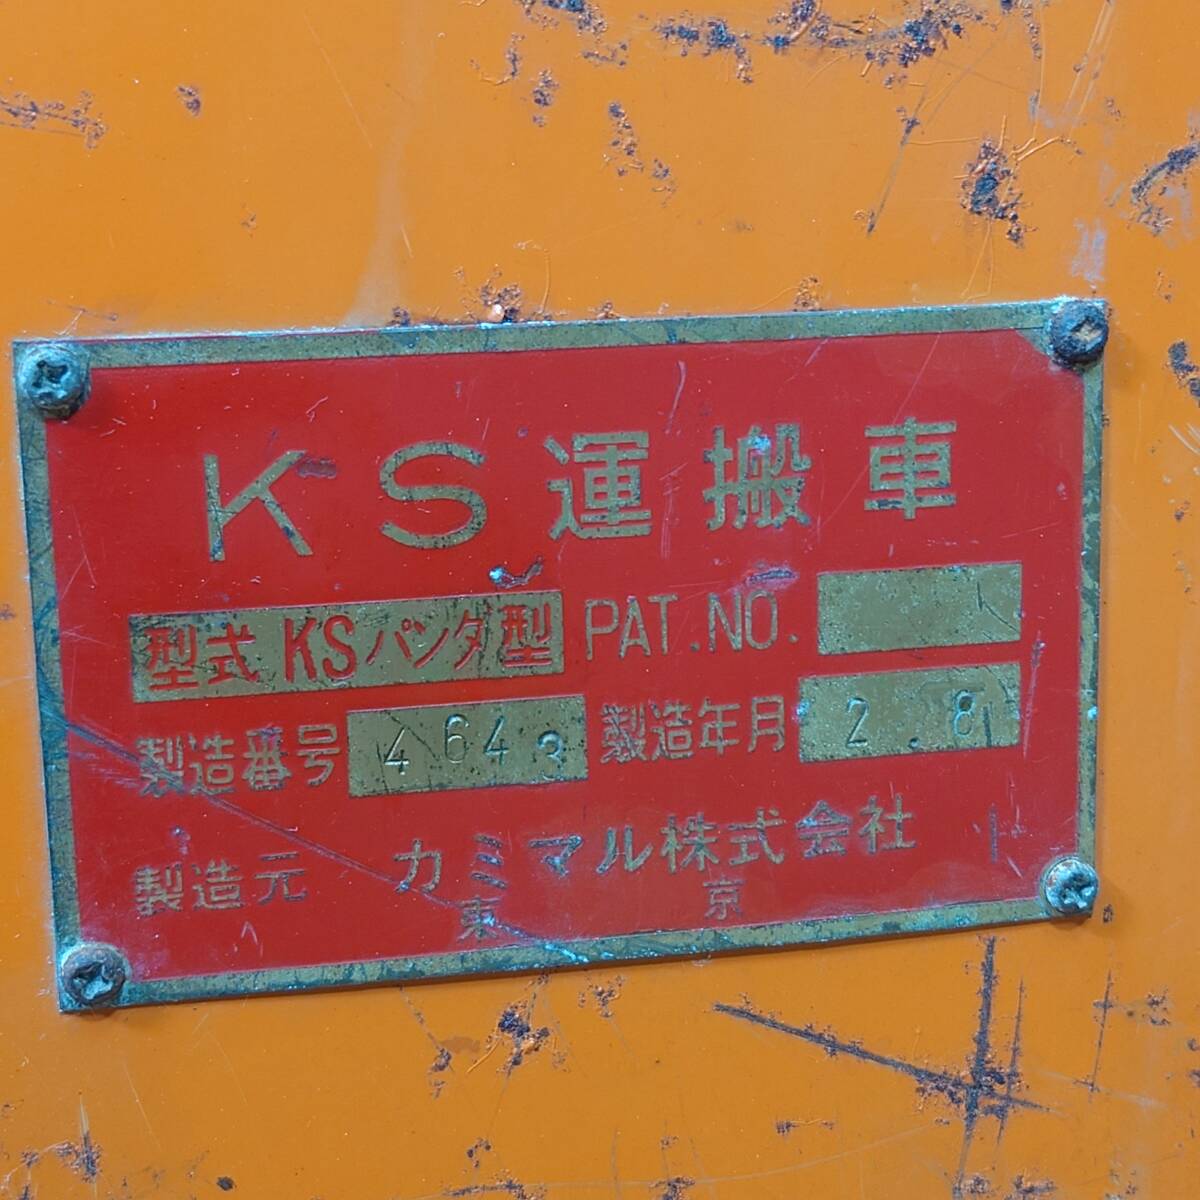 KS運搬車
型式 KSパンタ型 PAT.NO.
製造番号 4643 製造年月 2.8
製造元 カミマル株式会社
東京